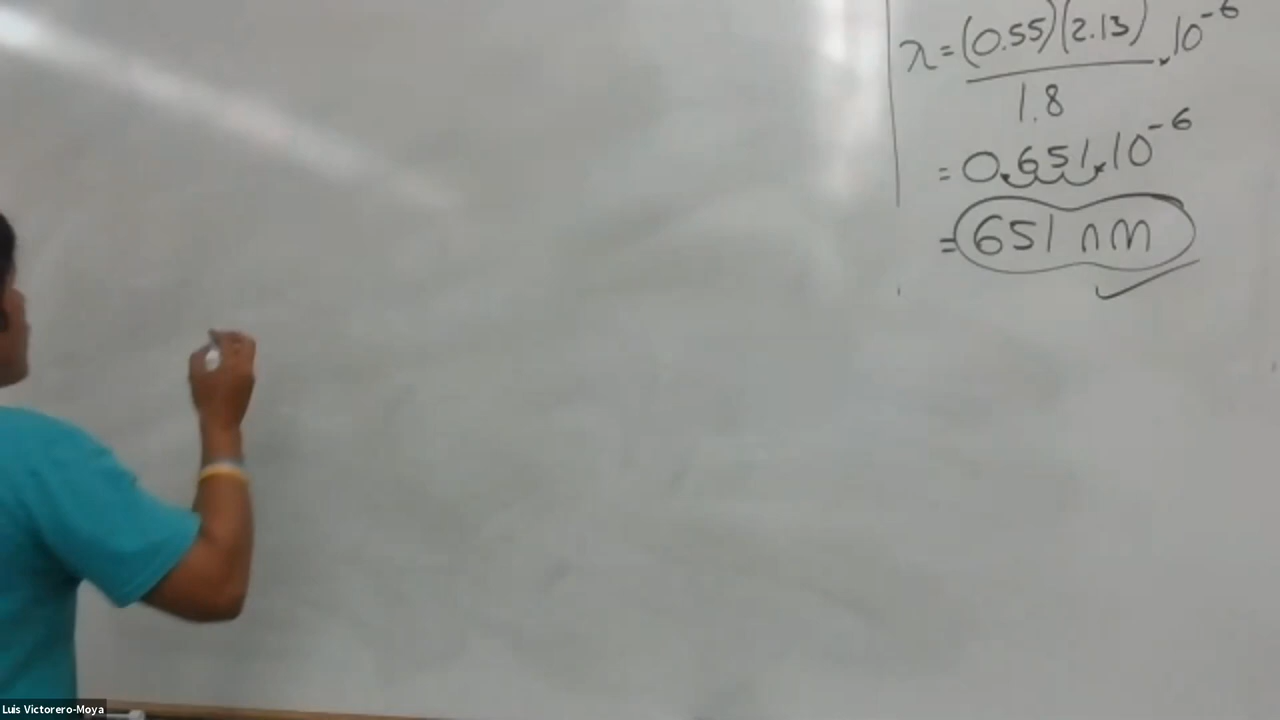 λ = (0.55)(2.13) / 1.8 · 10⁻⁶
= 0.651 · 10⁻⁶
= 651 nm
Luis Victorero-Moya